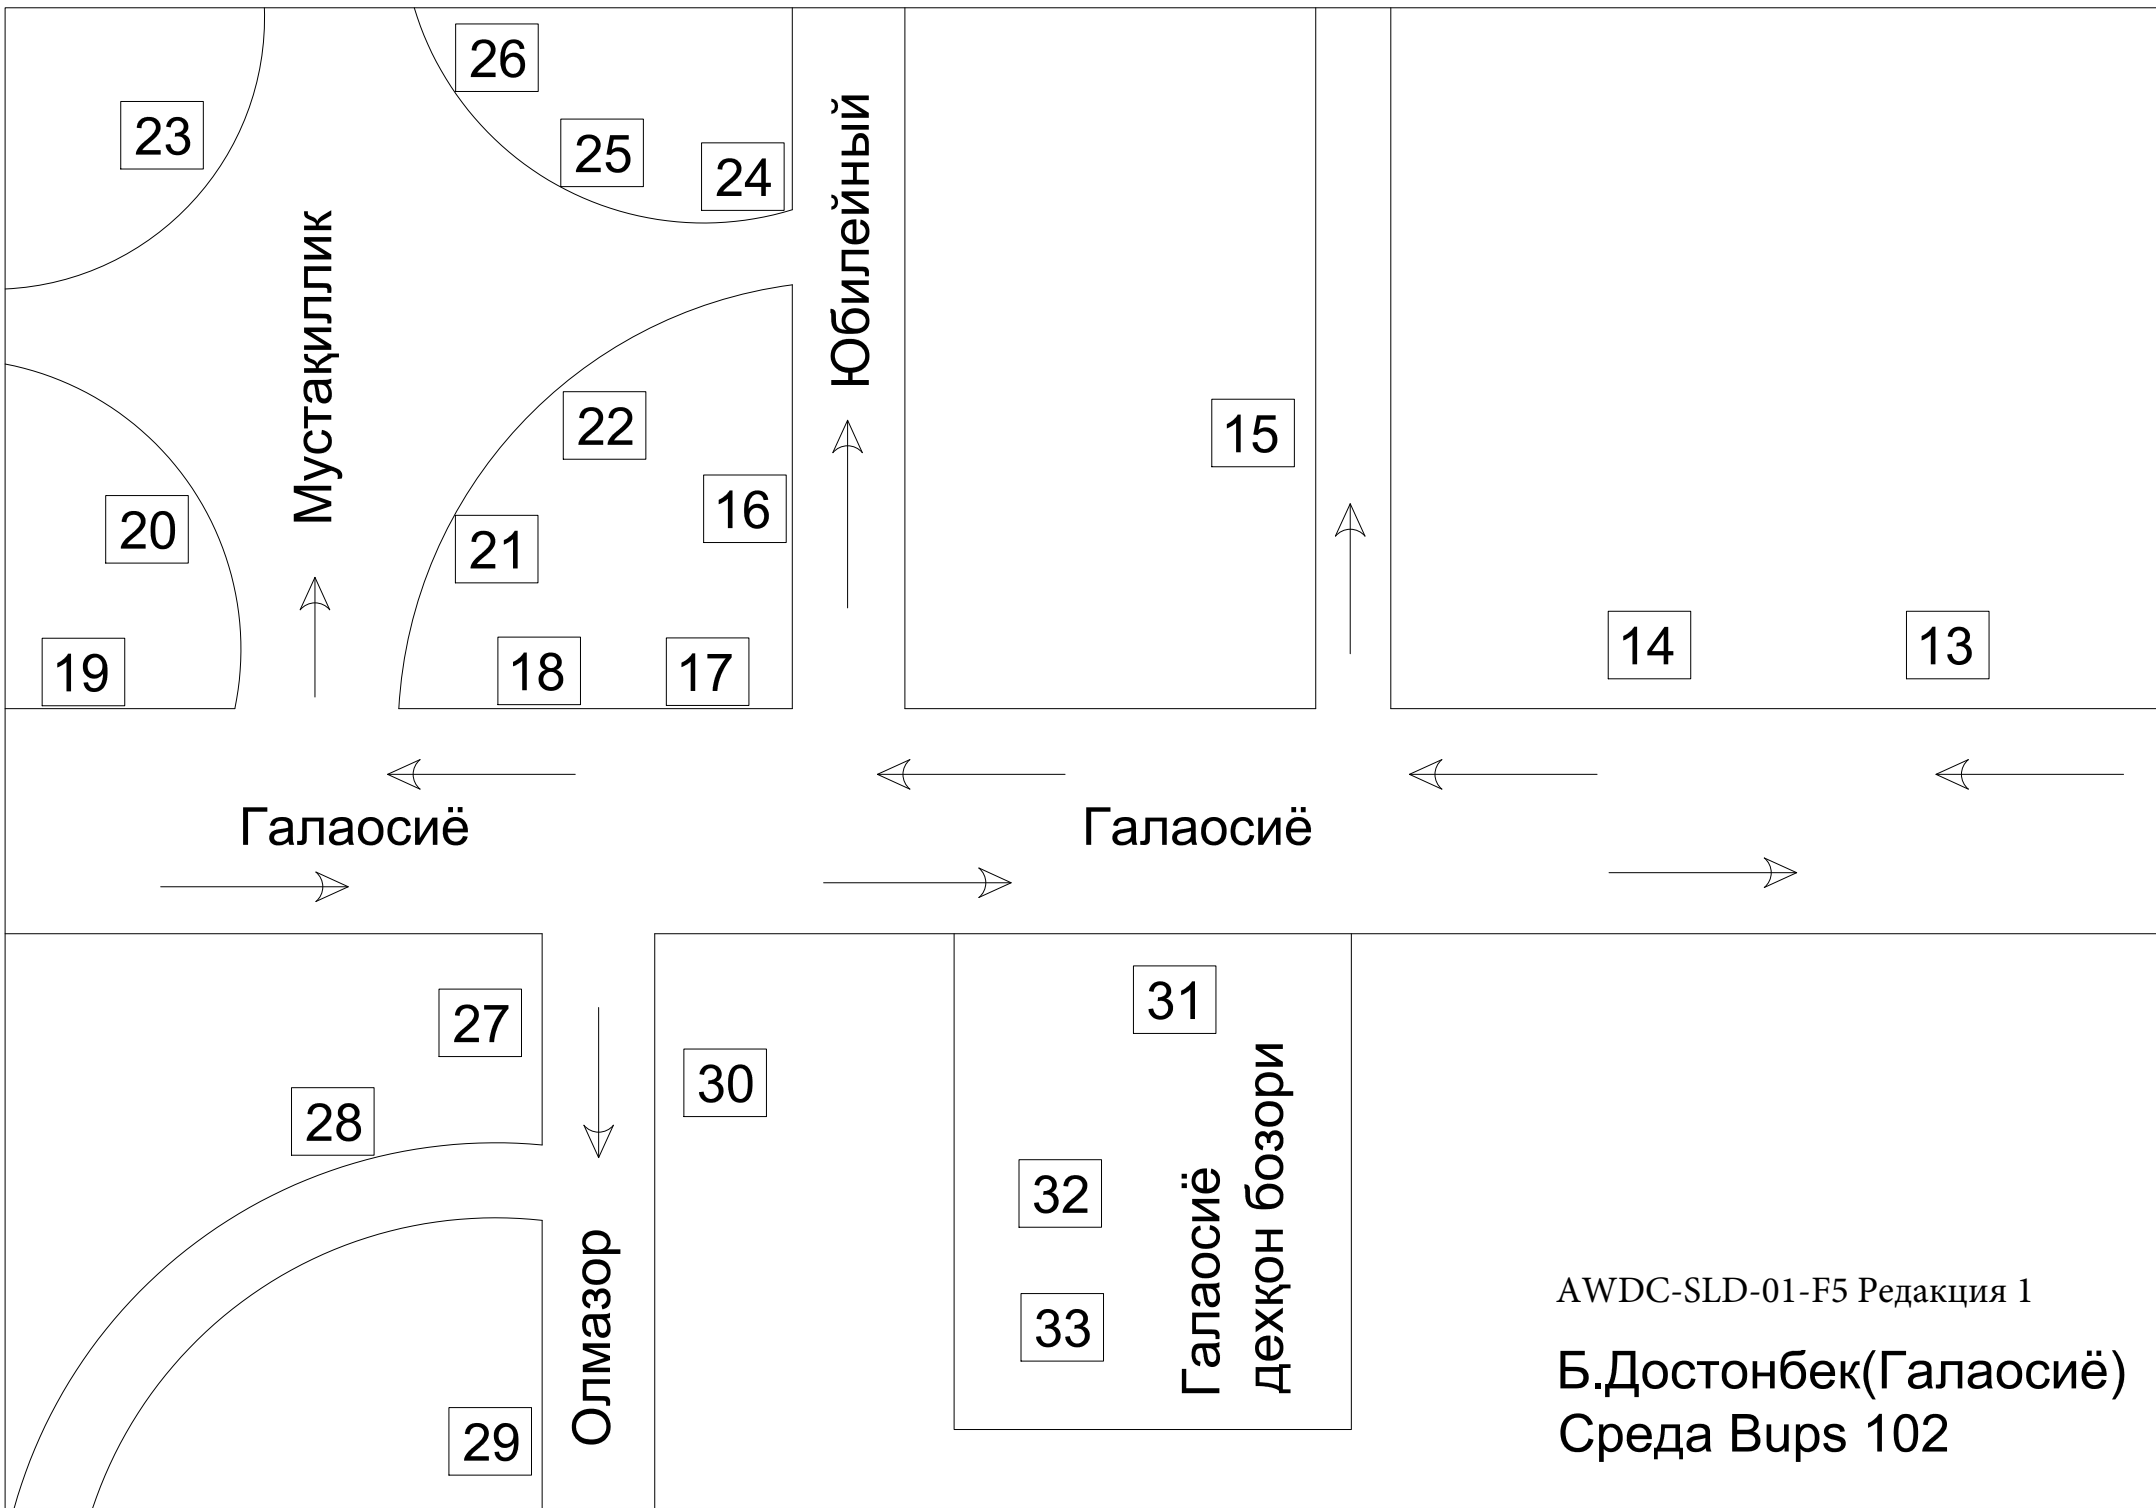 26
23
25
24
Мустақиллик
Юбилейный
22
15
16
20
21
14
13
19
18
17
Галаосиё
Галаосиё
27
31
30
28
32
Галаосиё
дехқон бозори
33
Олмазор
29
AWDC-SLD-01-F5 Редакция 1
Б.Достонбек(Галаосиё)
Среда Bups 102